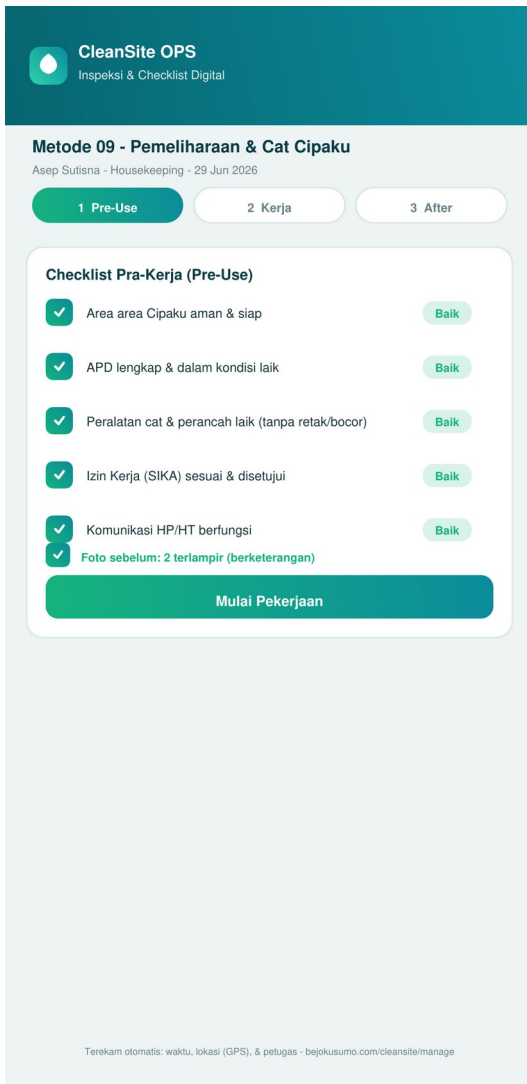 CleanSite OPS
Inspeksi & Checklist Digital
Metode 09 - Pemeliharaan & Cat Cipaku
Asep Sutisna - Housekeeping - 29 Jun 2026
1 Pre-Use
2 Kerja
3 After
Checklist Pra-Kerja (Pre-Use)
Area area Cipaku aman & siap
Baik
APD lengkap & dalam kondisi laik
Baik
Peralatan cat & perancah laik (tanpa retak/bocor)
Baik
Izin Kerja (SIKA) sesuai & disetujui
Baik
Komunikasi HP/HT berfungsi
Baik
Foto sebelum: 2 terlampir (berketerangan)
Mulai Pekerjaan
Terekam otomatis: waktu, lokasi (GPS), & petugas - bejokusumo.com/cleansite/manage